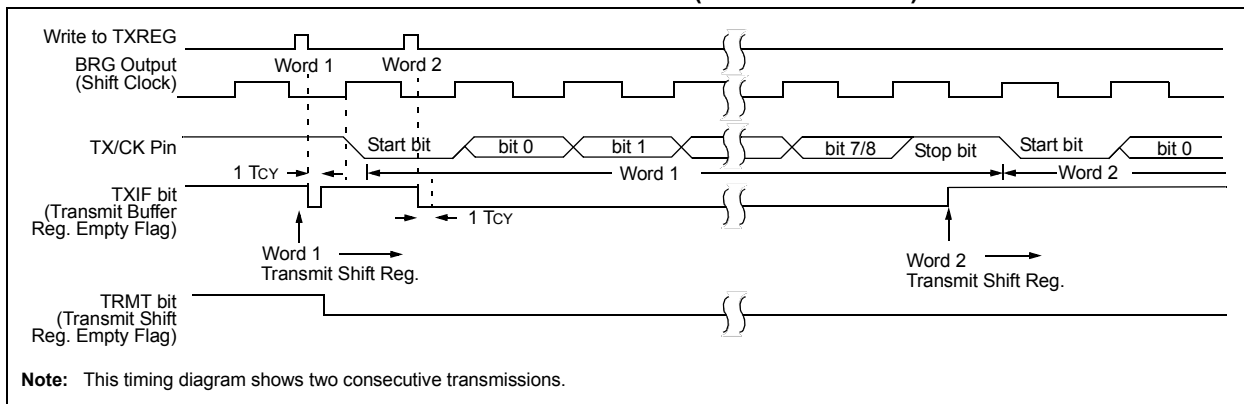 Write to TXREG
Word 1
Word 2
BRG Output
(Shift Clock)
TX/CK Pin
Start bit
bit 0
bit 1
bit 7/8
Stop bit
Start bit
bit 0
Word 1
Word 2
1 TCY
TXIF bit
(Transmit Buffer
Reg. Empty Flag)
1 TCY
Word 1
Transmit Shift Reg.
Word 2
Transmit Shift Reg.
TRMT bit
(Transmit Shift
Reg. Empty Flag)
Note: This timing diagram shows two consecutive transmissions.